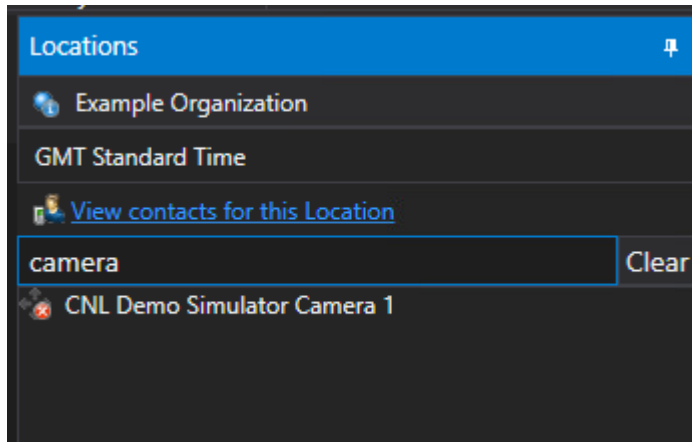 Locations
Example Organization
GMT Standard Time
View contacts for this Location
camera Clear
CNL Demo Simulator Camera 1